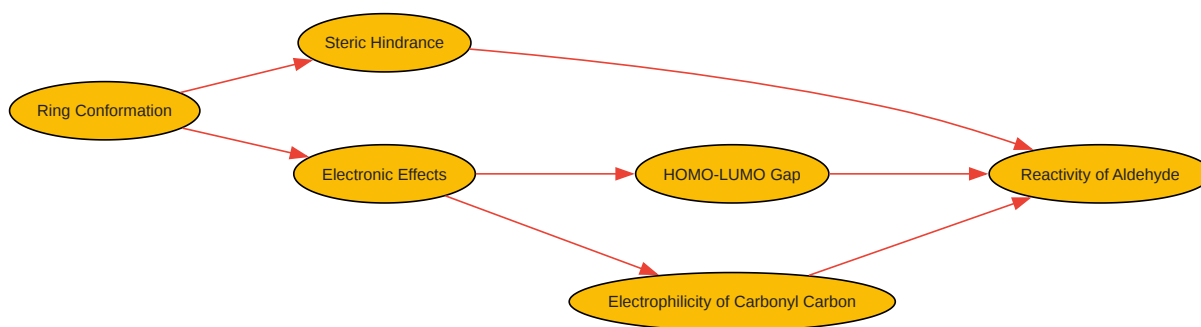 Steric Hindrance
Ring Conformation
Electronic Effects
HOMO-LUMO Gap
Reactivity of Aldehyde
Electrophilicity of Carbonyl Carbon